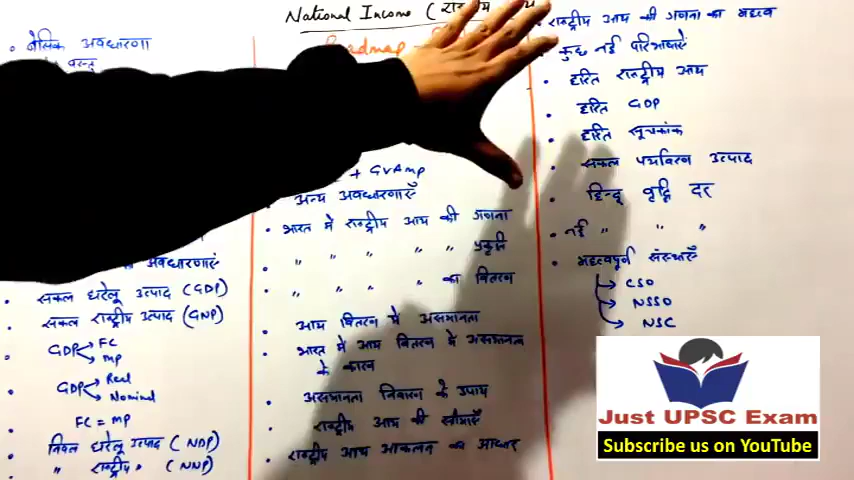 National Income (राष्ट्रीय
बेसिक अवधारणा
वस्तु
अवधारणाएं
सकल घरेलू उत्पाद (GDP)
सकल राष्ट्रीय उत्पाद (GNP)
GDP → FC
→ MP
GDP → Real
→ Nominal
FC = MP
निवल घरेलू उत्पाद (NDP)
" राष्ट्रीय " (NNP)
+ GVAmp
अन्य अवधारणाएँ
भारत में राष्ट्रीय आय की गणना
" " " " " प्रकृति
" " " " का वितरण
आय वितरण में असमानता
भारत में आय वितरण में असमानता
के कारण
असमानता निवारण के उपाय
राष्ट्रीय आय की सीमाएँ
राष्ट्रीय आय आकलन का आधार
राष्ट्रीय आय की गणना का महत्व
कुछ नई परिभाषाएँ
हरित राष्ट्रीय आय
हरित GDP
हरित सूचकांक
सकल पर्यावरण उत्पाद
हिन्दू वृद्धि दर
नई " " "
महत्वपूर्ण संस्थाएँ
→ CSO
→ NSSO
→ NSC
Just UPSC Exam
Subscribe us on YouTube